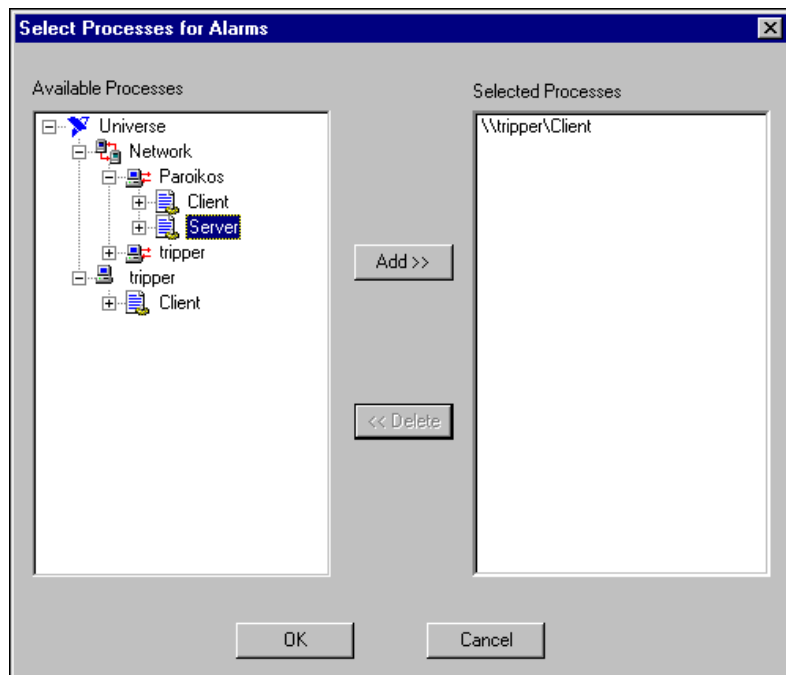 Select Processes for Alarms
Available Processes
Universe
Network
Paroikos
Client
Server
tripper
tripper
Client
Add >>
<< Delete
Selected Processes
\\tripper\Client
OK
Cancel